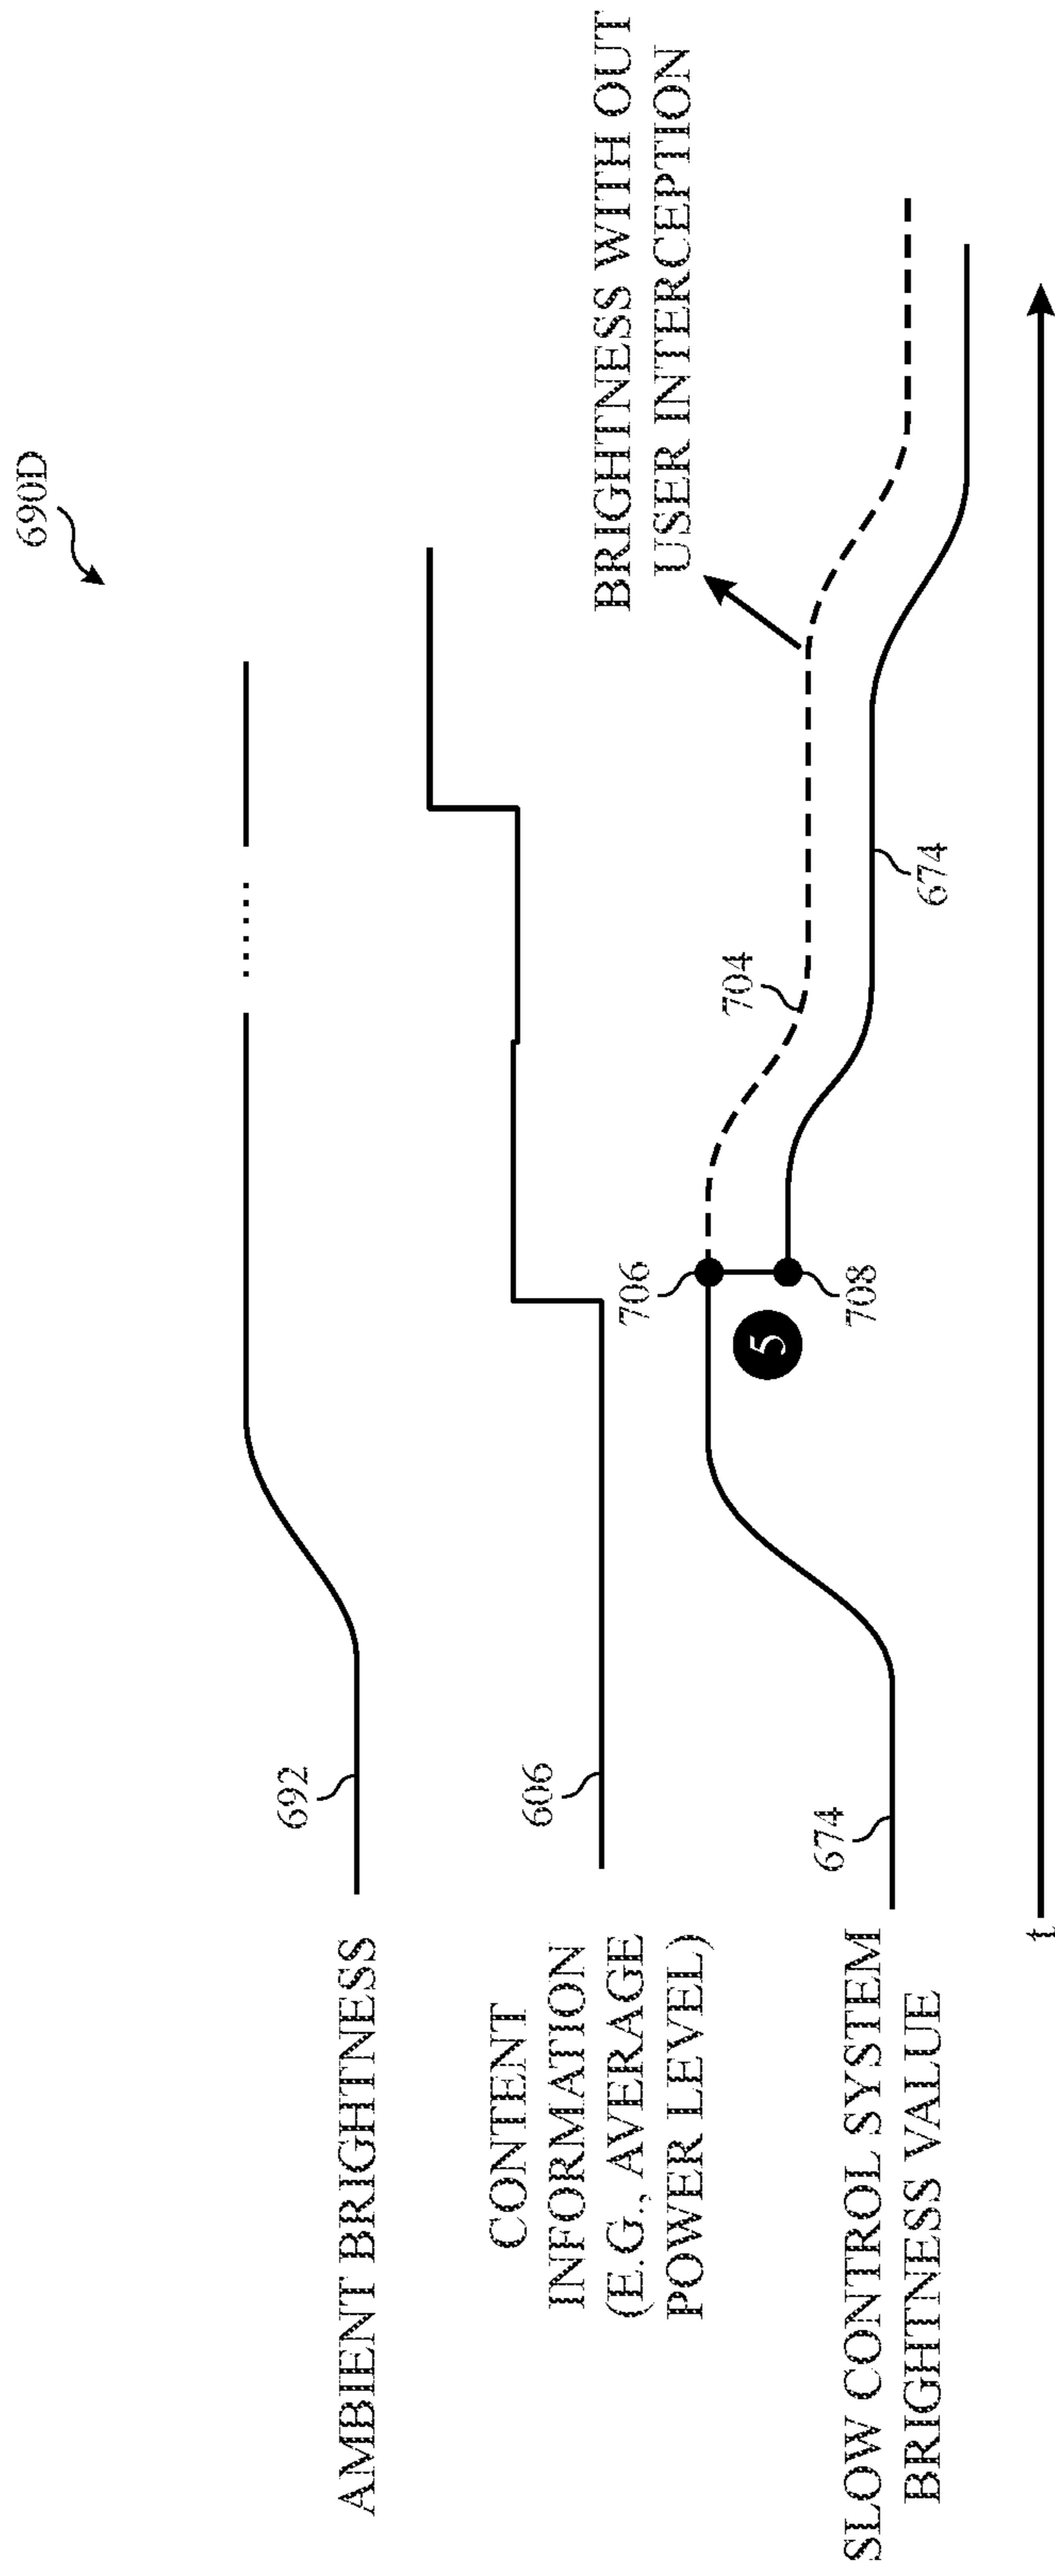 690D
AMBIENT BRIGHTNESS
692
CONTENT
INFORMATION
(E.G., AVERAGE
POWER LEVEL)
606
BRIGHTNESS WITH OUT
USER INTERCEPTION
706
704
5
708
674
SLOW CONTROL SYSTEM
BRIGHTNESS VALUE
674
t